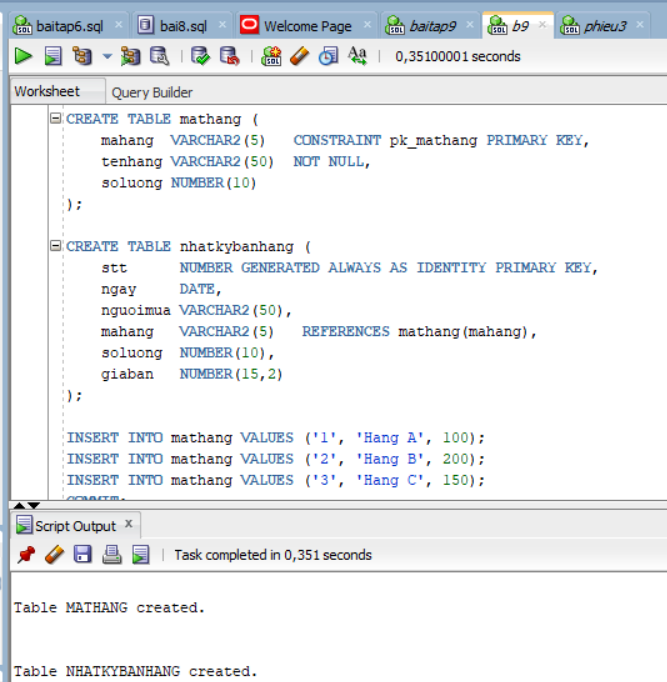 baitap6.sql
bai8.sql
Welcome Page
baitap9
b9
phieu3
0,35100001 seconds
Worksheet
Query Builder
CREATE TABLE mathang (
mahang VARCHAR2(5) CONSTRAINT pk_mathang PRIMARY KEY,
tenhang VARCHAR2(50) NOT NULL,
soluong NUMBER(10)
);
CREATE TABLE nhatkybanhang (
stt NUMBER GENERATED ALWAYS AS IDENTITY PRIMARY KEY,
ngay DATE,
nguoimua VARCHAR2(50),
mahang VARCHAR2(5) REFERENCES mathang(mahang),
soluong NUMBER(10),
giaban NUMBER(15,2)
);
INSERT INTO mathang VALUES ('1', 'Hang A', 100);
INSERT INTO mathang VALUES ('2', 'Hang B', 200);
INSERT INTO mathang VALUES ('3', 'Hang C', 150);
COMMIT;
Script Output
Task completed in 0,351 seconds
Table MATHANG created.
Table NHATKYBANHANG created.